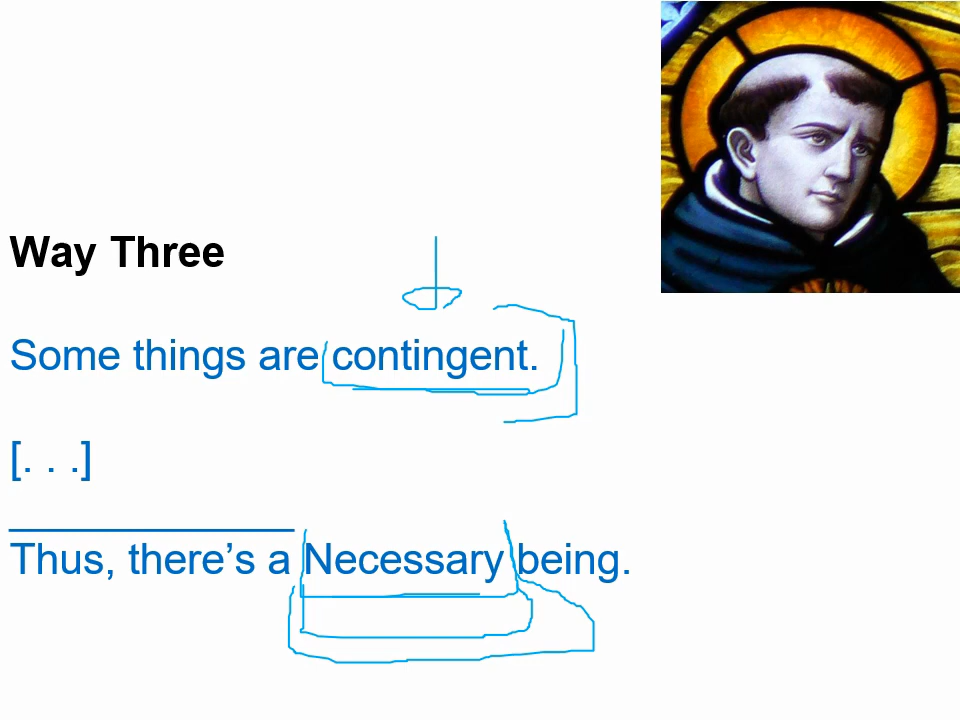 Way Three
Some things are contingent.
[. . .]
Thus, there’s a Necessary being.